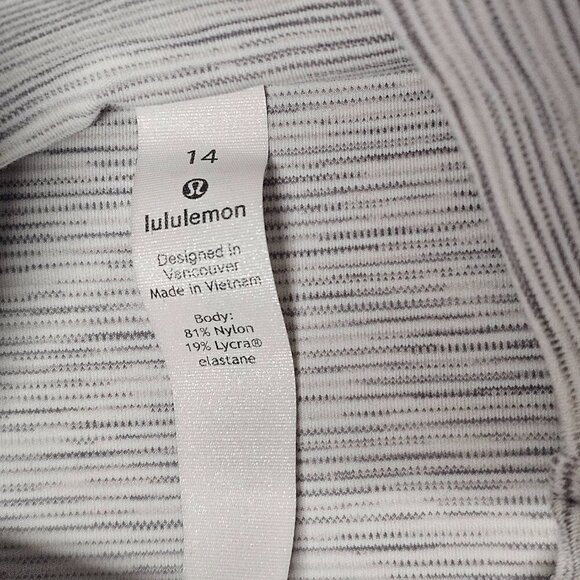 14
lululemon
Designed in
Vancouver
Made in Vietnam
Body:
81% Nylon
19% Lycra®
elastane